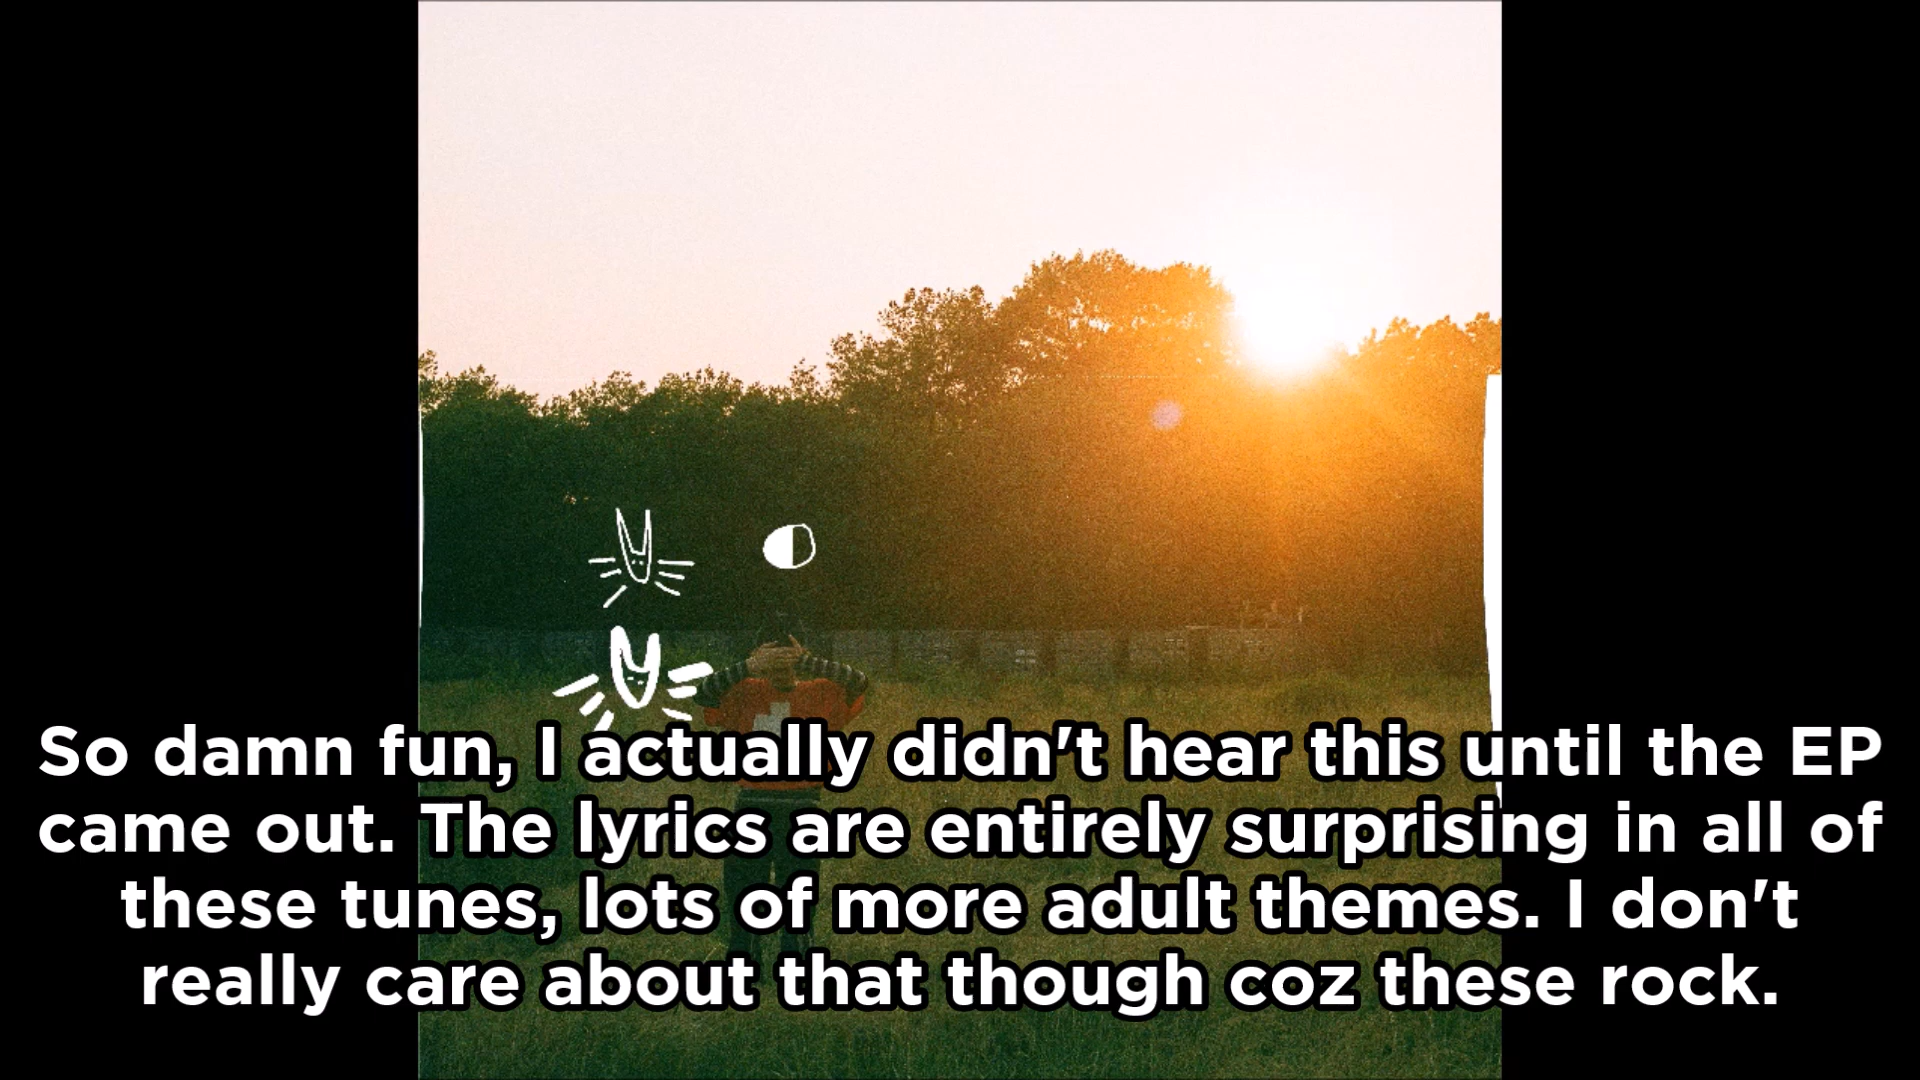 So damn fun, I actually didn't hear this until the EP
came out. The lyrics are entirely surprising in all of
these tunes, lots of more adult themes. I don't
really care about that though coz these rock.